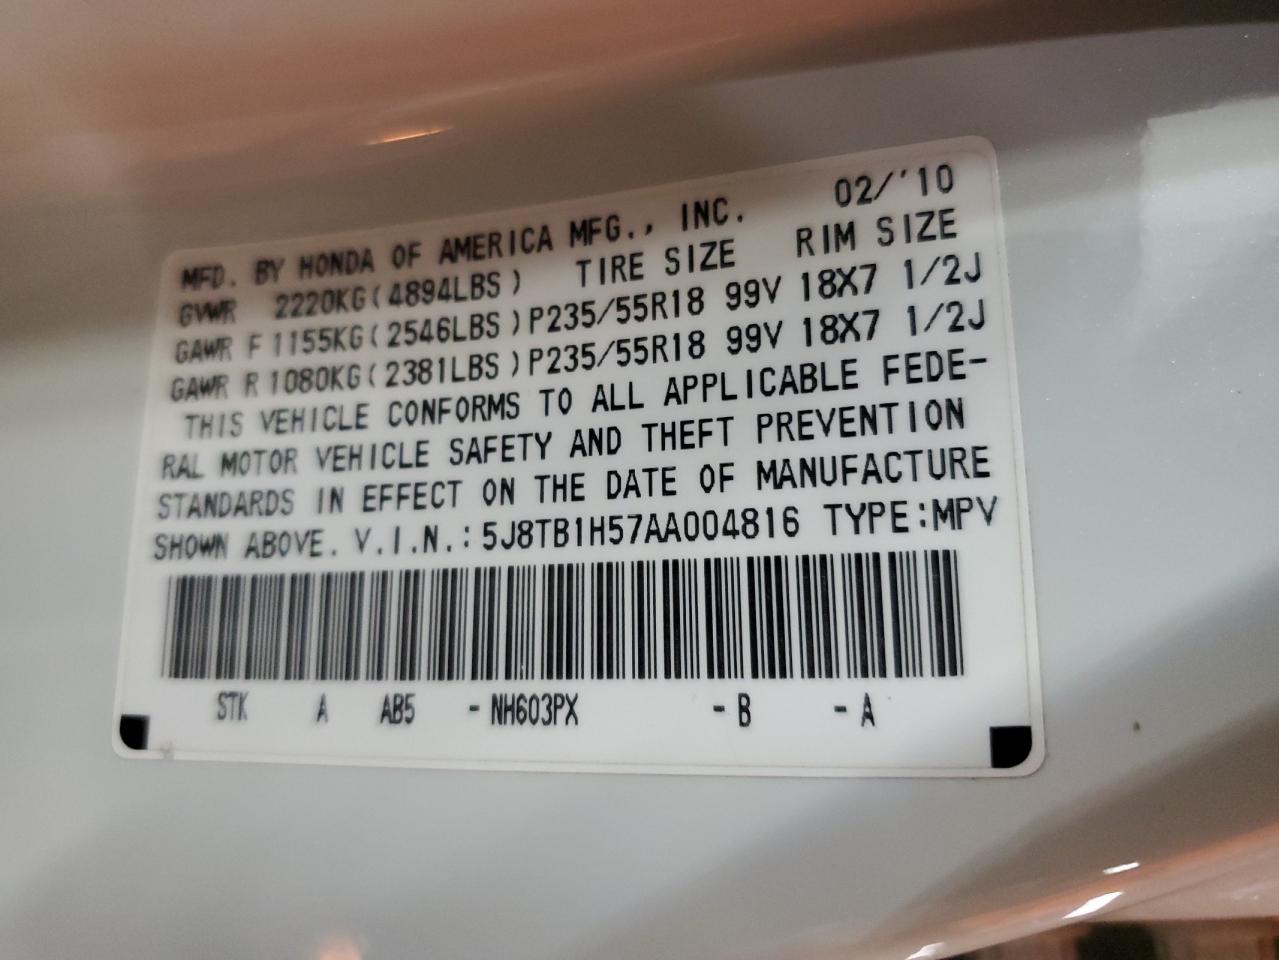 MFD. BY HONDA OF AMERICA MFG., INC. 02/'10
GVWR 2220KG(4894LBS) TIRE SIZE RIM SIZE
GAWR F 1155KG(2546LBS)P235/55R18 99V 18X7 1/2J
GAWR R 1080KG(2381LBS)P235/55R18 99V 18X7 1/2J
THIS VEHICLE CONFORMS TO ALL APPLICABLE FEDE-
RAL MOTOR VEHICLE SAFETY AND THEFT PREVENTION
STANDARDS IN EFFECT ON THE DATE OF MANUFACTURE
SHOWN ABOVE. V.I.N.: 5J8TB1H57AA004816 TYPE:MPV
STK A AB5 - NH603PX - B - A